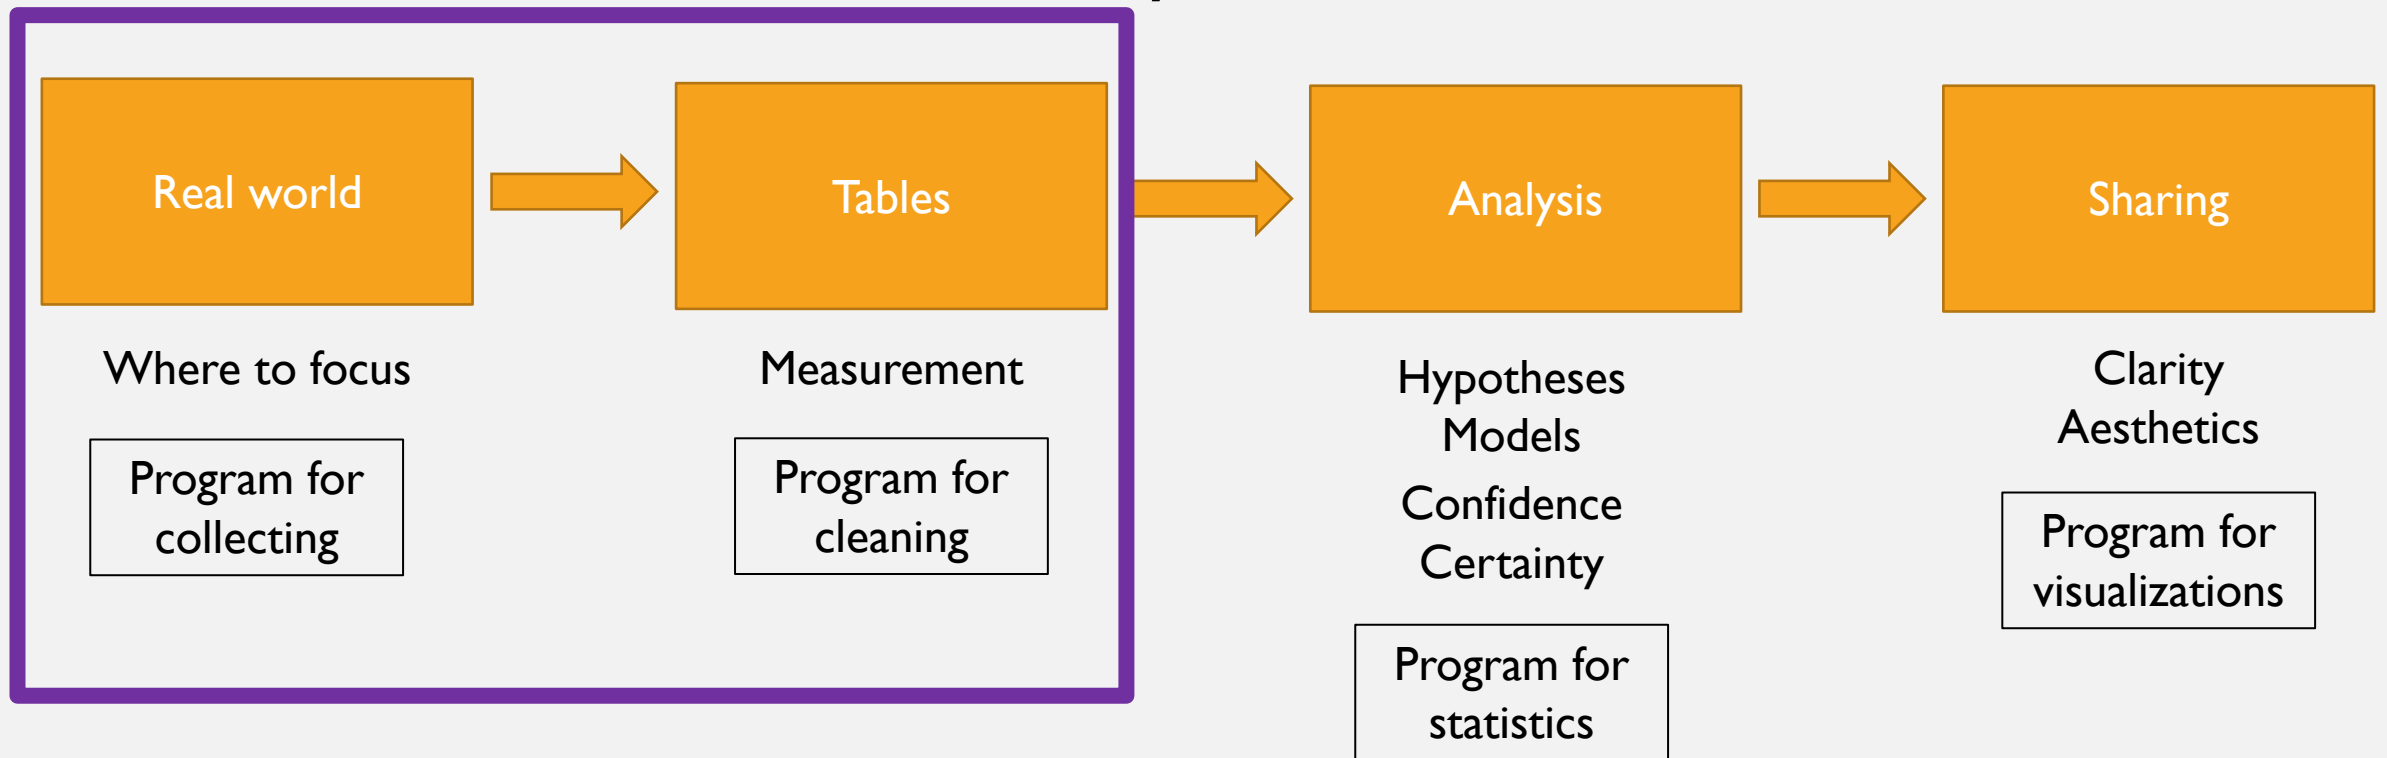 Real world
Tables
Analysis
Sharing
Where to focus
Program for
collecting
Measurement
Program for
cleaning
Hypotheses
Models
Confidence
Certainty
Program for
statistics
Clarity
Aesthetics
Program for
visualizations